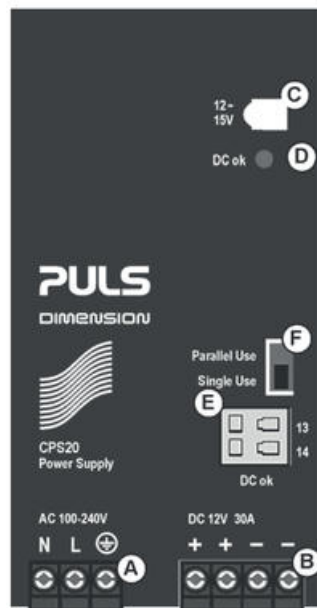 C
12-
15V
DC ok D
PULS
DIMENSION
F
Parallel Use
Single Use
E
13
14
CPS20
Power Supply
DC ok
AC 100-240V
DC 12V 30A
N L
+ + − −
A
B